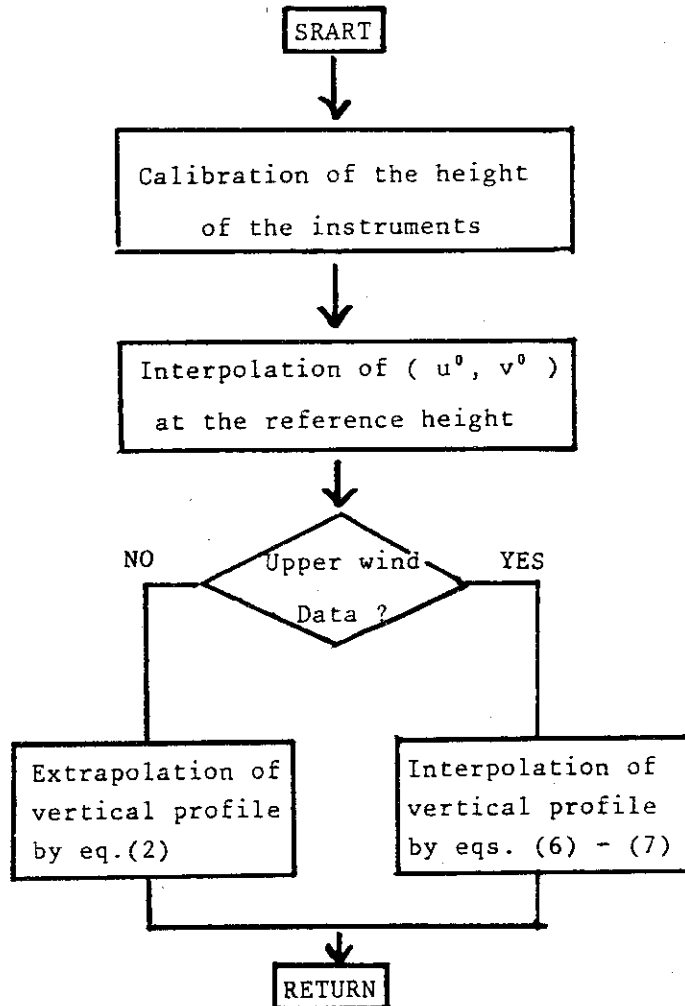 SRART
Calibration of the height
of the instruments
Interpolation of ( u⁰, v⁰ )
at the reference height
NO
Upper wind
YES
Data ?
Extrapolation of
vertical profile
by eq.(2)
Interpolation of
vertical profile
by eqs. (6) - (7)
RETURN